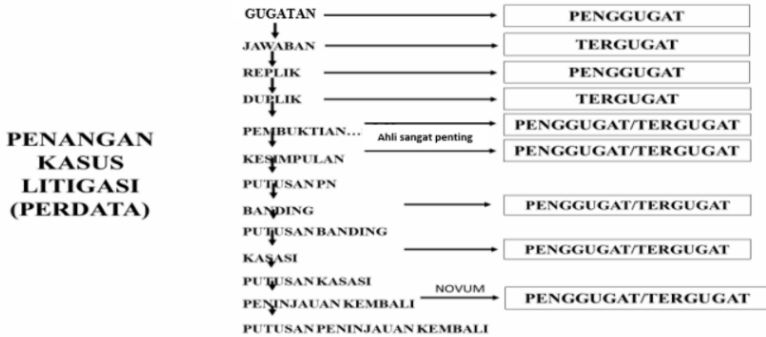 PENANGAN
KASUS
LITIGASI
(PERDATA)
GUGATAN PENGGUGAT
JAWABAN TERGUGAT
REPLIK PENGGUGAT
DUPLIK TERGUGAT
PEMBUKTIAN... Ahli sangat penting PENGGUGAT/TERGUGAT
KESIMPULAN PENGGUGAT/TERGUGAT
PUTUSAN PN
BANDING PENGGUGAT/TERGUGAT
PUTUSAN BANDING
KASASI PENGGUGAT/TERGUGAT
PUTUSAN KASASI
PENINJAUAN KEMBALI NOVUM PENGGUGAT/TERGUGAT
PUTUSAN PENINJAUAN KEMBALI